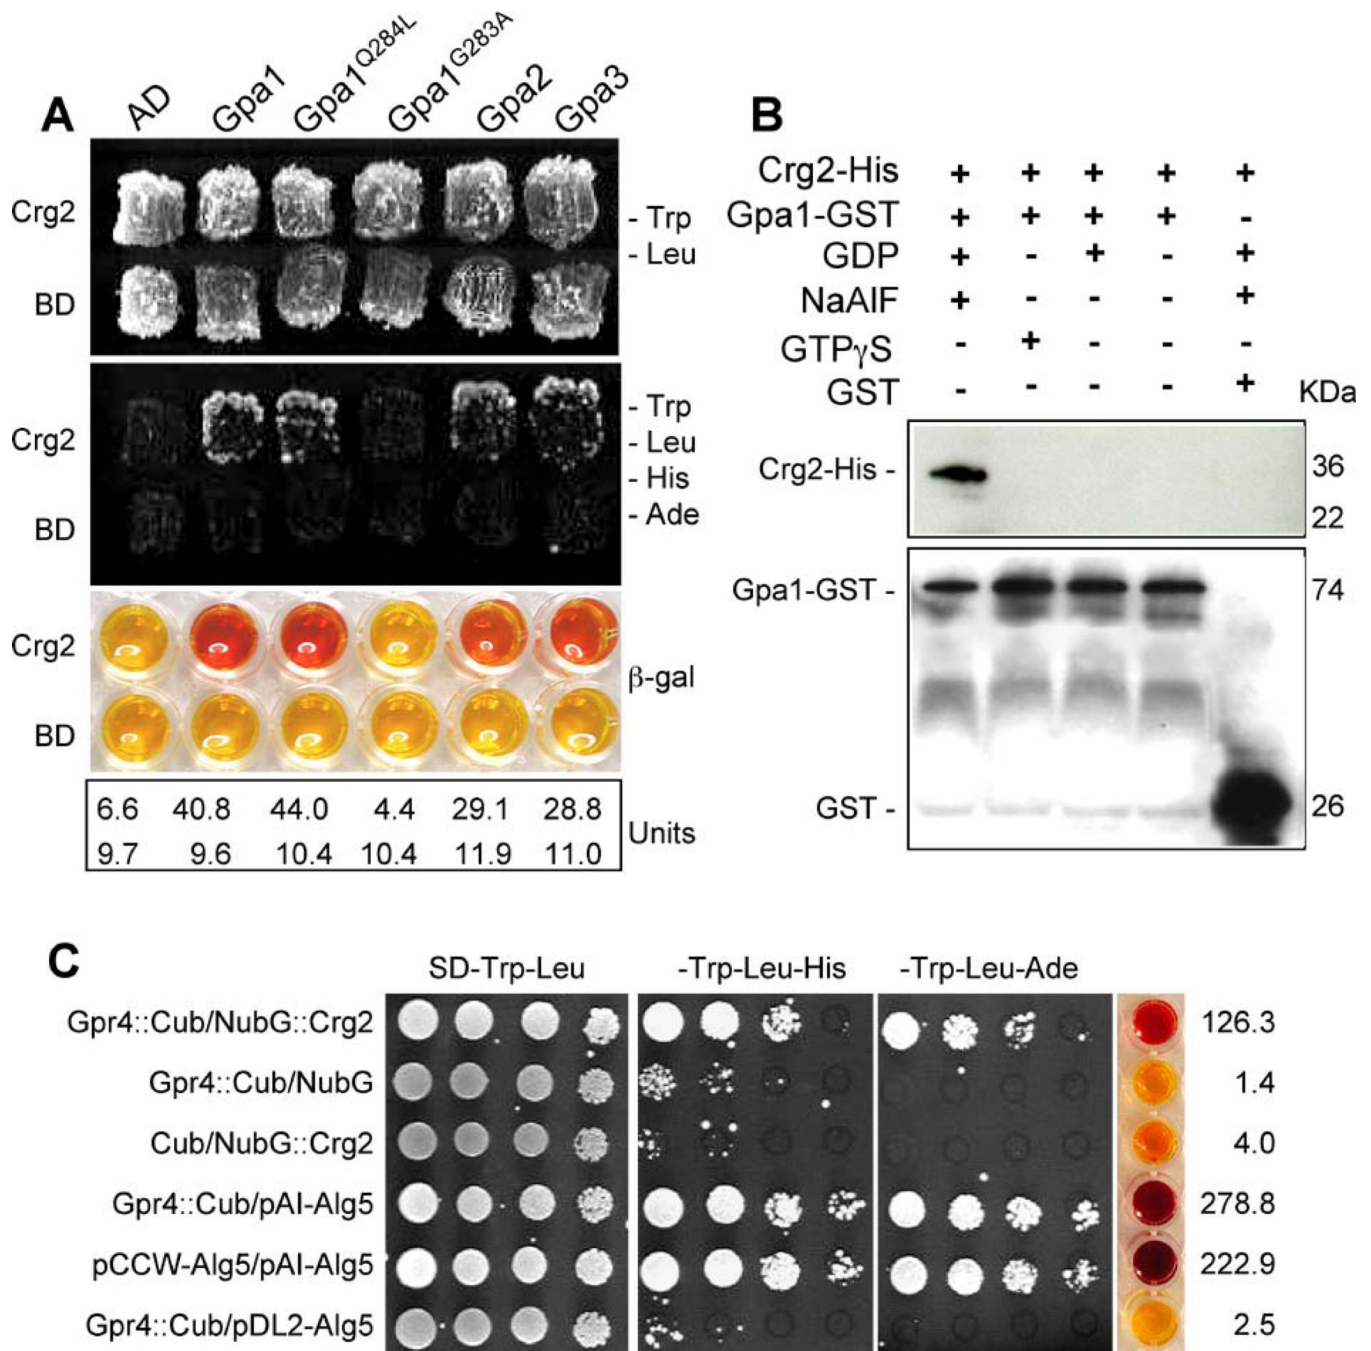 A
AD Gpa1 Gpa1Q284L Gpa1G283A Gpa2 Gpa3
Crg2
BD
- Trp
- Leu
Crg2
BD
- Trp
- Leu
- His
- Ade
Crg2
BD
β-gal
6.6 40.8 44.0 4.4 29.1 28.8
9.7 9.6 10.4 10.4 11.9 11.0
Units
B
Crg2-His + + + + +
Gpa1-GST + + + + -
GDP + - + - +
NaAlF + - - - +
GTPγS - + - - -
GST - - - - +
KDa
Crg2-His -
36
22
Gpa1-GST -
74
GST -
26
C
SD-Trp-Leu -Trp-Leu-His -Trp-Leu-Ade
Gpr4::Cub/NubG::Crg2 126.3
Gpr4::Cub/NubG 1.4
Cub/NubG::Crg2 4.0
Gpr4::Cub/pAI-Alg5 278.8
pCCW-Alg5/pAI-Alg5 222.9
Gpr4::Cub/pDL2-Alg5 2.5